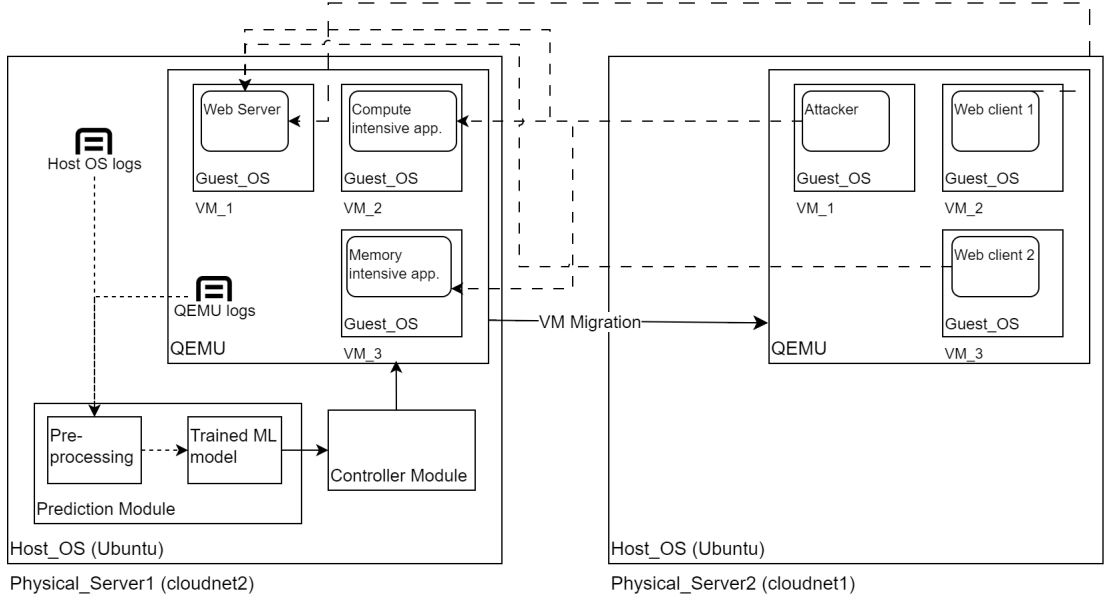 Web Server
Guest_OS
VM_1
Compute
intensive app.
Guest_OS
VM_2
Host OS logs
Memory
intensive app.
Guest_OS
VM_3
QEMU logs
QEMU
Pre-
processing
Trained ML
model
Prediction Module
Controller Module
Host_OS (Ubuntu)
Physical_Server1 (cloudnet2)
VM Migration
Attacker
Guest_OS
VM_1
Web client 1
Guest_OS
VM_2
Web client 2
Guest_OS
VM_3
QEMU
Host_OS (Ubuntu)
Physical_Server2 (cloudnet1)